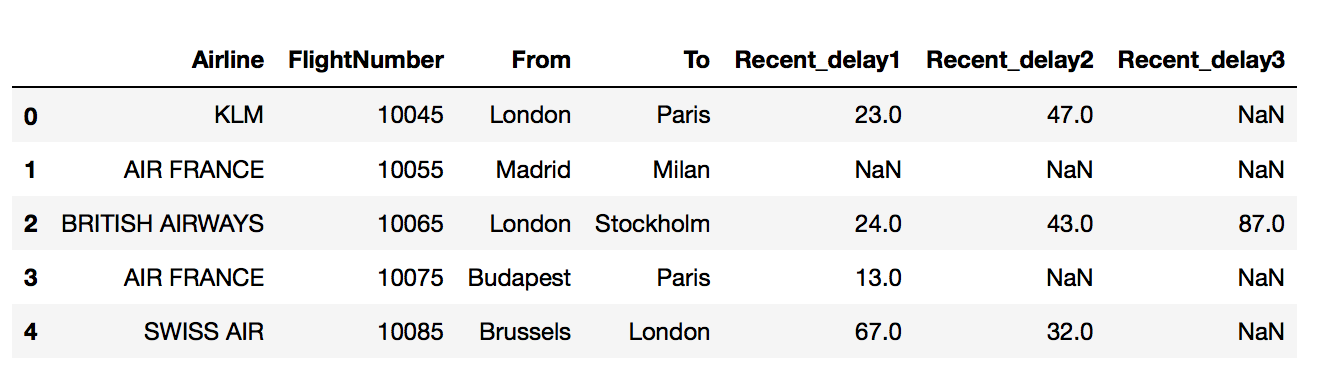 Airline FlightNumber From To Recent_delay1 Recent_delay2 Recent_delay3
0 KLM 10045 London Paris 23.0 47.0 NaN
1 AIR FRANCE 10055 Madrid Milan NaN NaN NaN
2 BRITISH AIRWAYS 10065 London Stockholm 24.0 43.0 87.0
3 AIR FRANCE 10075 Budapest Paris 13.0 NaN NaN
4 SWISS AIR 10085 Brussels London 67.0 32.0 NaN